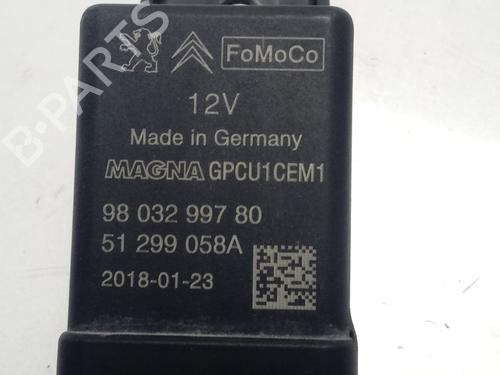 FoMoCo
12V
Made in Germany
MAGNA GPCU1CEM1
98 032 997 80
51 299 058A
2018-01-23
B-PARTS